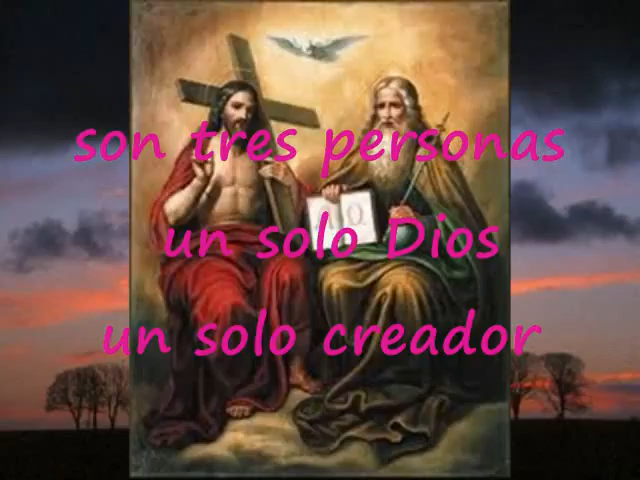 son tres personas
un solo Dios
un solo creador